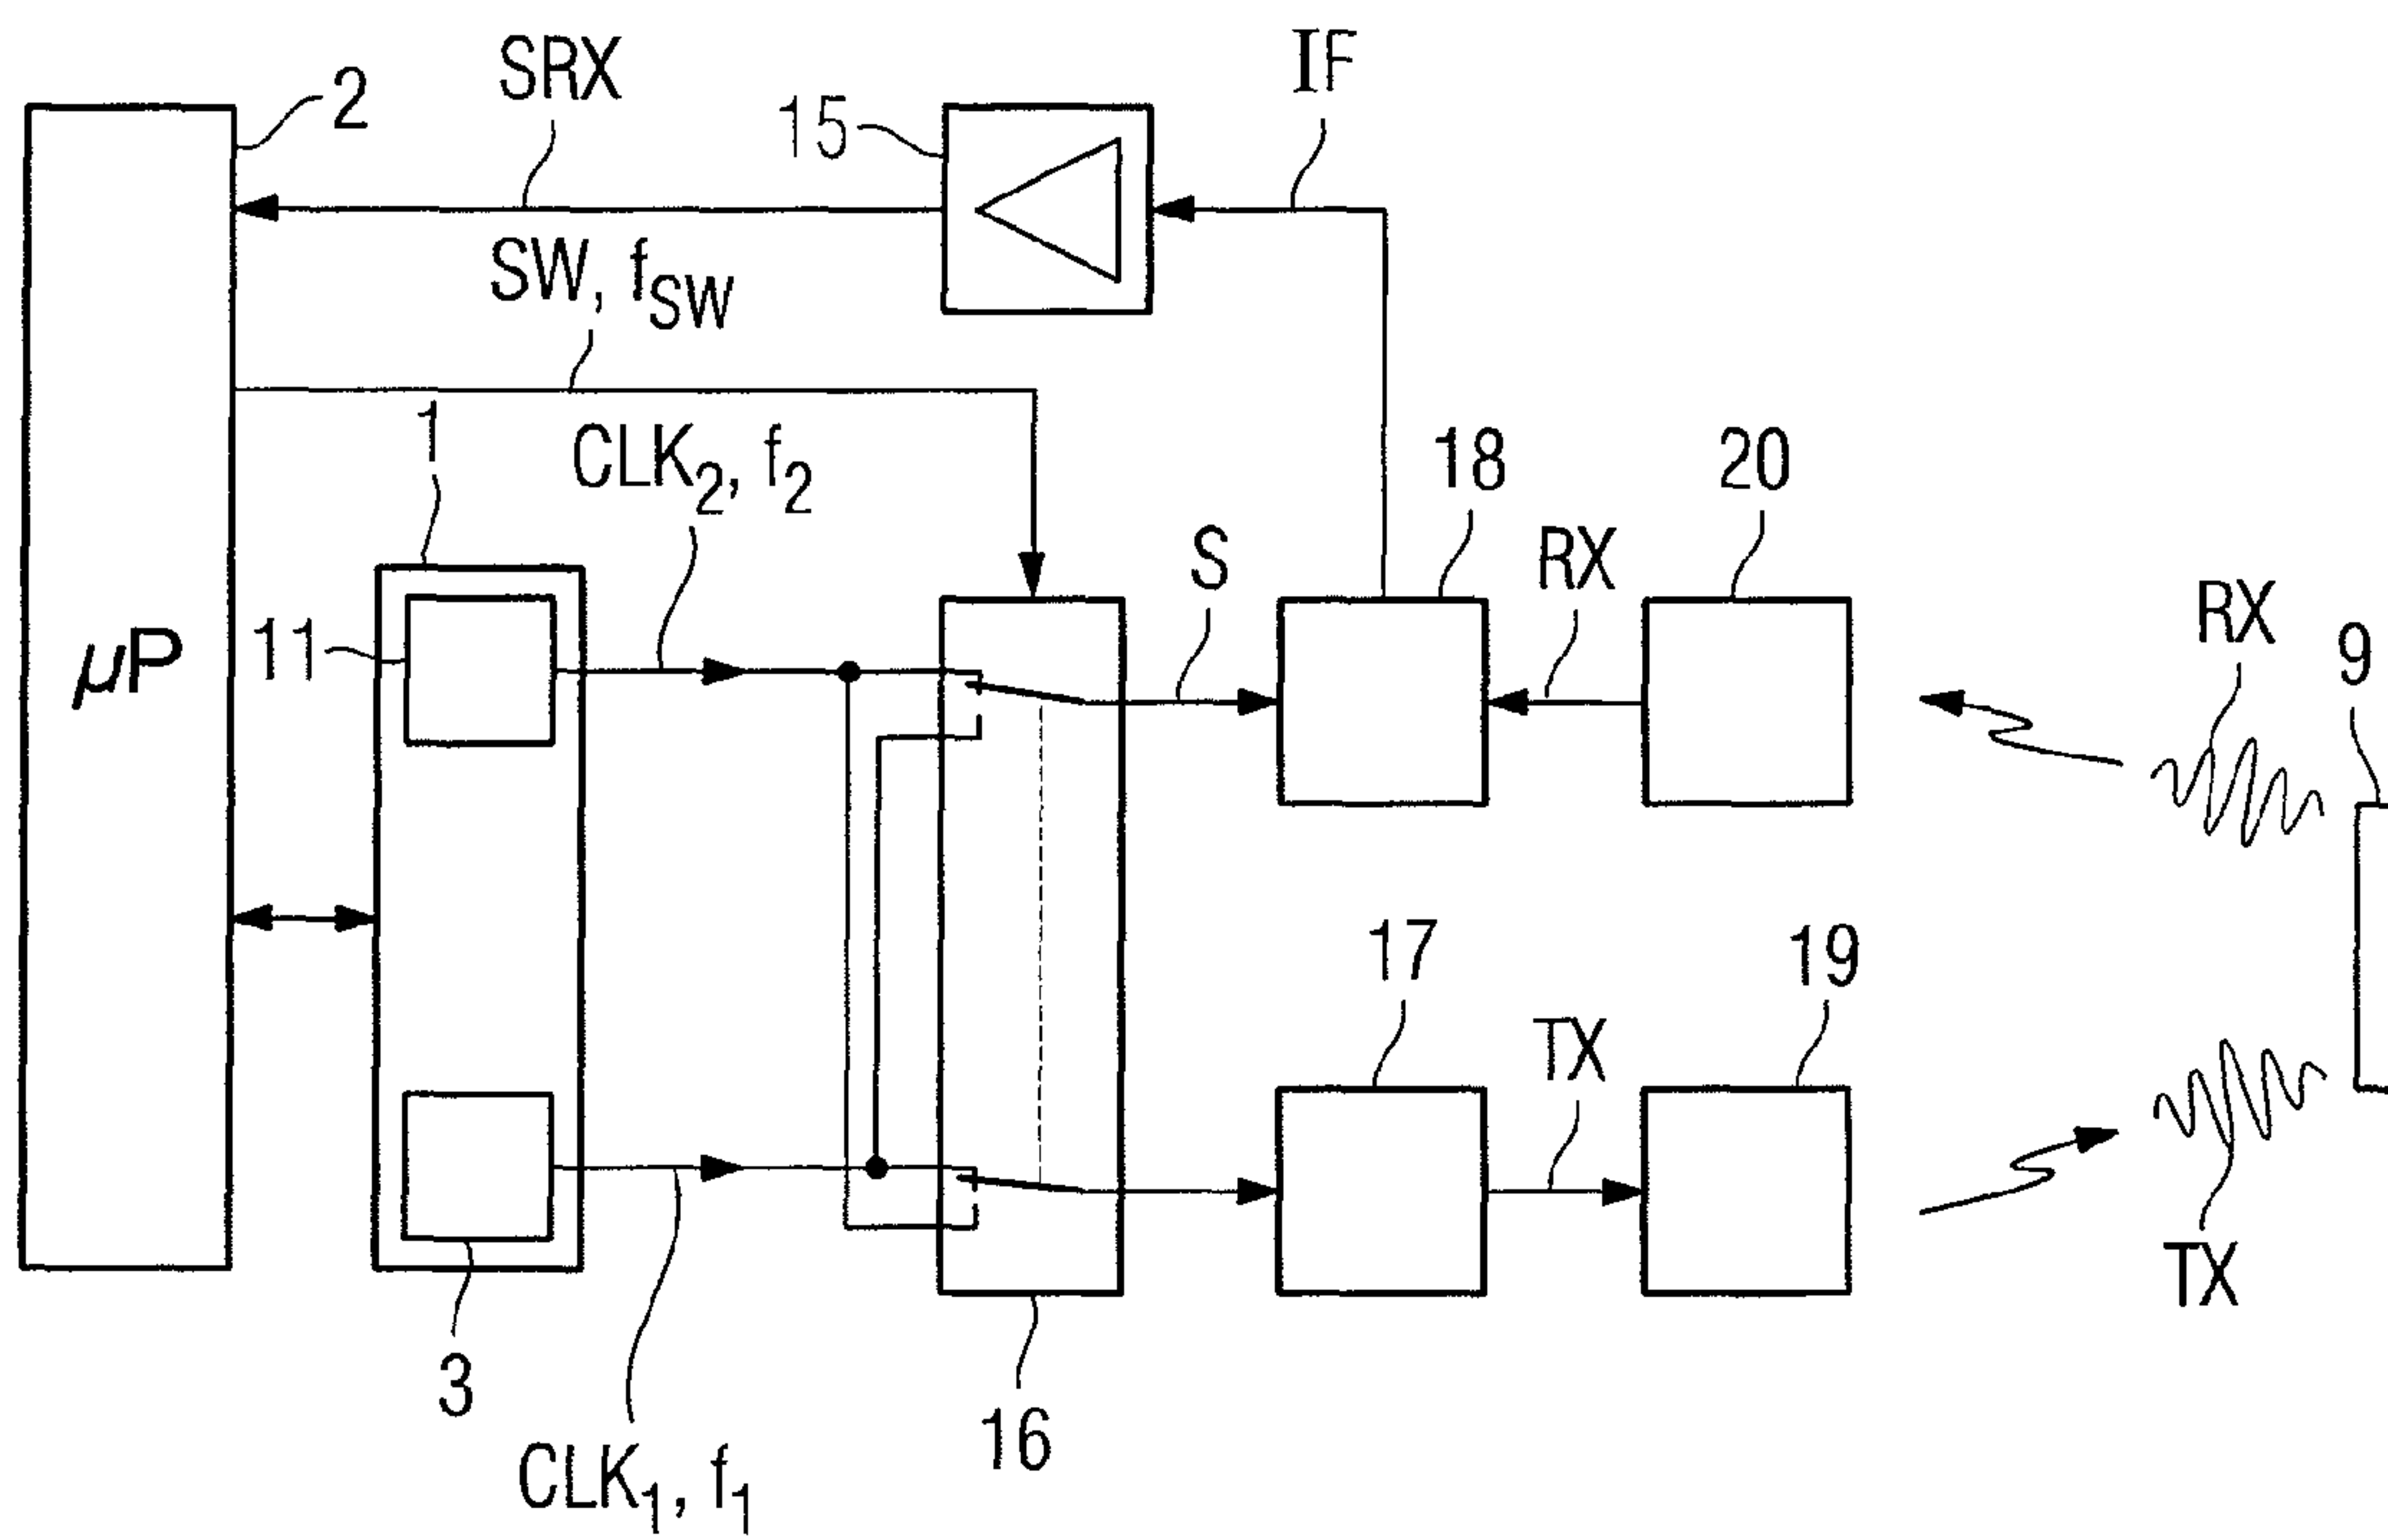 SRX
IF
2
15
SW, fSW
1
CLK2, f2
18
20
S
RX
RX
9
11
µP
17
19
TX
TX
3
16
CLK1, f1